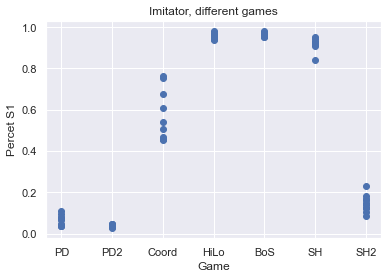 Imitator, different games
1.0
0.8
0.6
0.4
0.2
0.0
Percet S1
PD PD2 Coord HiLo BoS SH SH2
Game